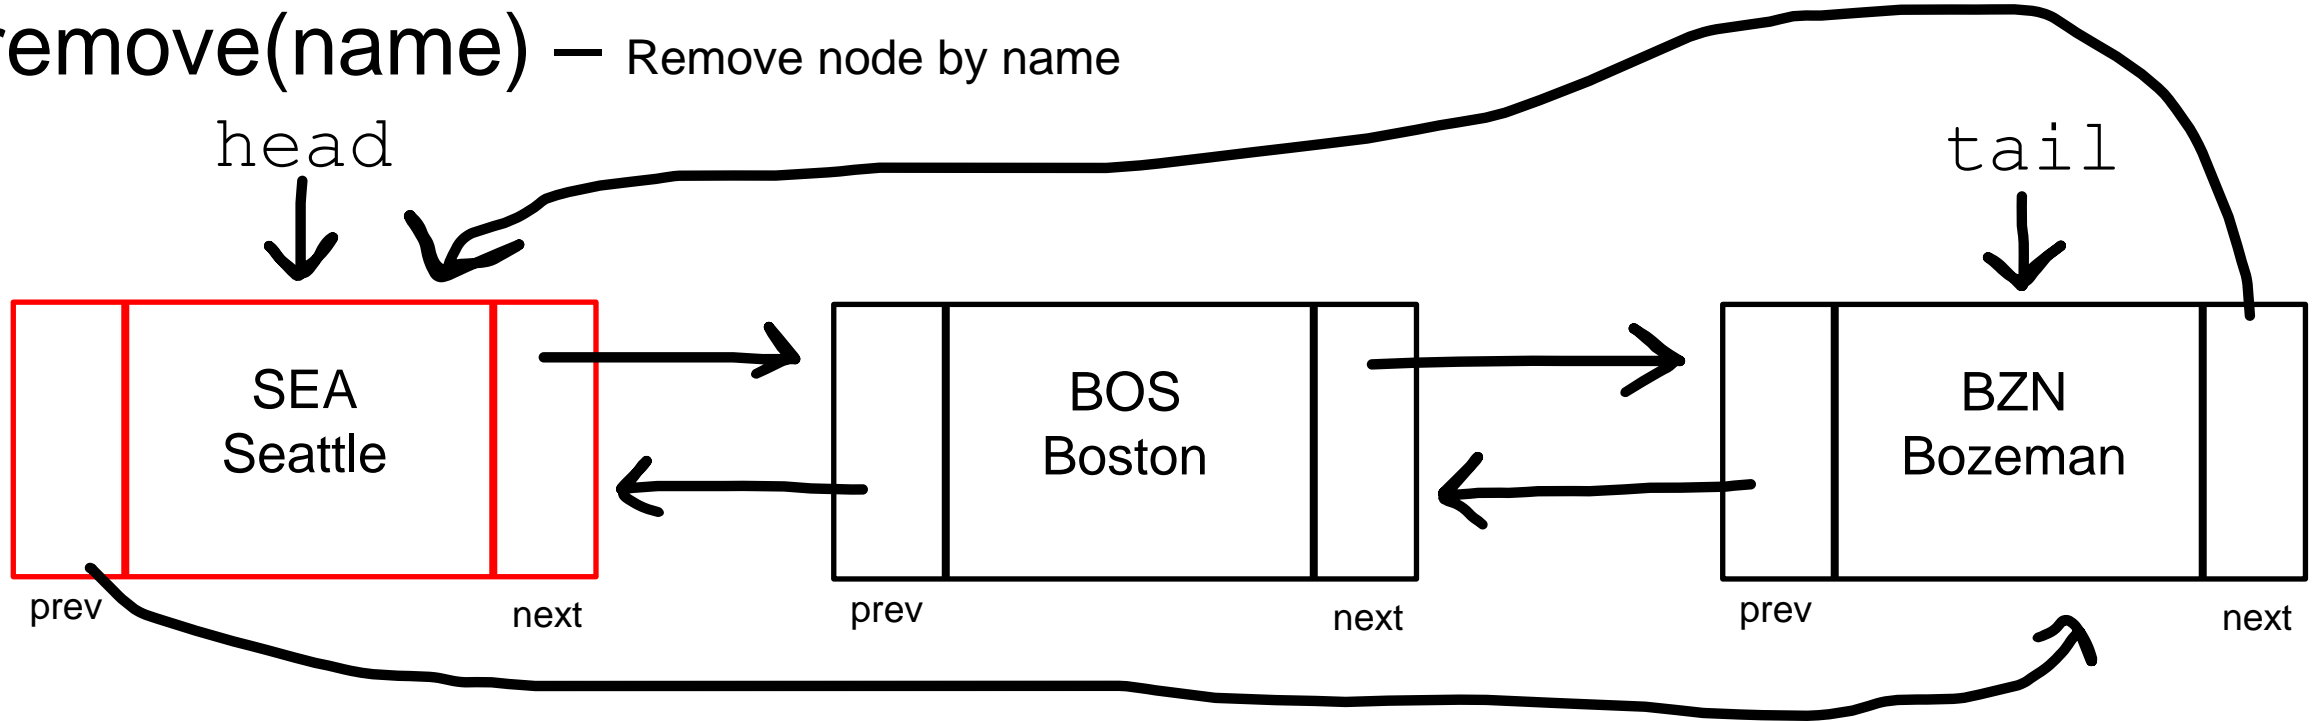 remove(name) — Remove node by name
head
tail
SEA
Seattle
BOS
Boston
BZN
Bozeman
prev
next
prev
next
prev
next